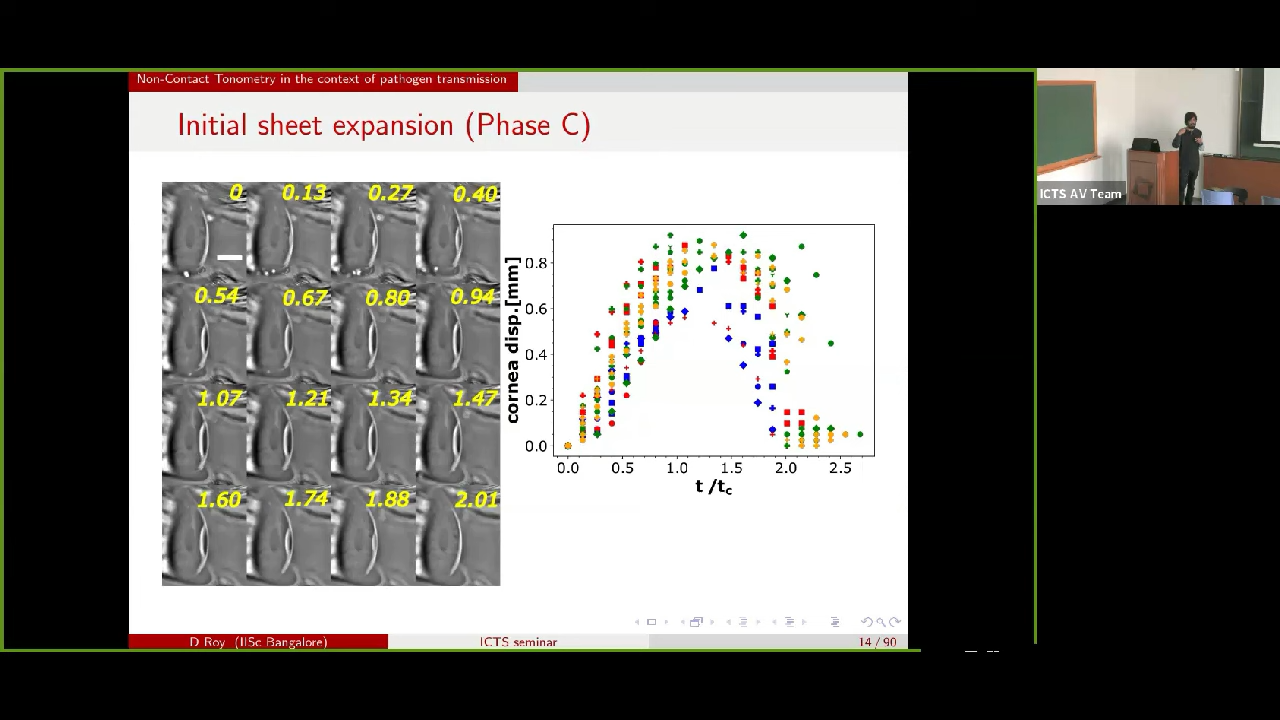 Non-Contact Tonometry in the context of pathogen transmission
Initial sheet expansion (Phase C)
0 0.13 0.27 0.40
0.54 0.67 0.80 0.94
1.07 1.21 1.34 1.47
1.60 1.74 1.88 2.01
cornea disp.[mm]
0.8
0.6
0.4
0.2
0.0
0.0 0.5 1.0 1.5 2.0 2.5
t /tc
D Roy (IISc Bangalore) ICTS seminar 14 / 90
ICTS AV Team